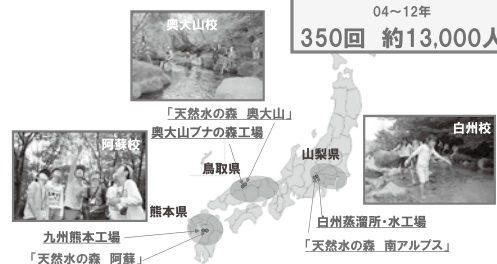 04～12年
350回 約13,000人
奥大山校
「天然水の森 奥大山」
奥大山ブナの森工場
白州校
阿蘇校
山梨県
鳥取県
熊本県
白州蒸溜所・水工場
九州熊本工場
「天然水の森 南アルプス」
「天然水の森 阿蘇」